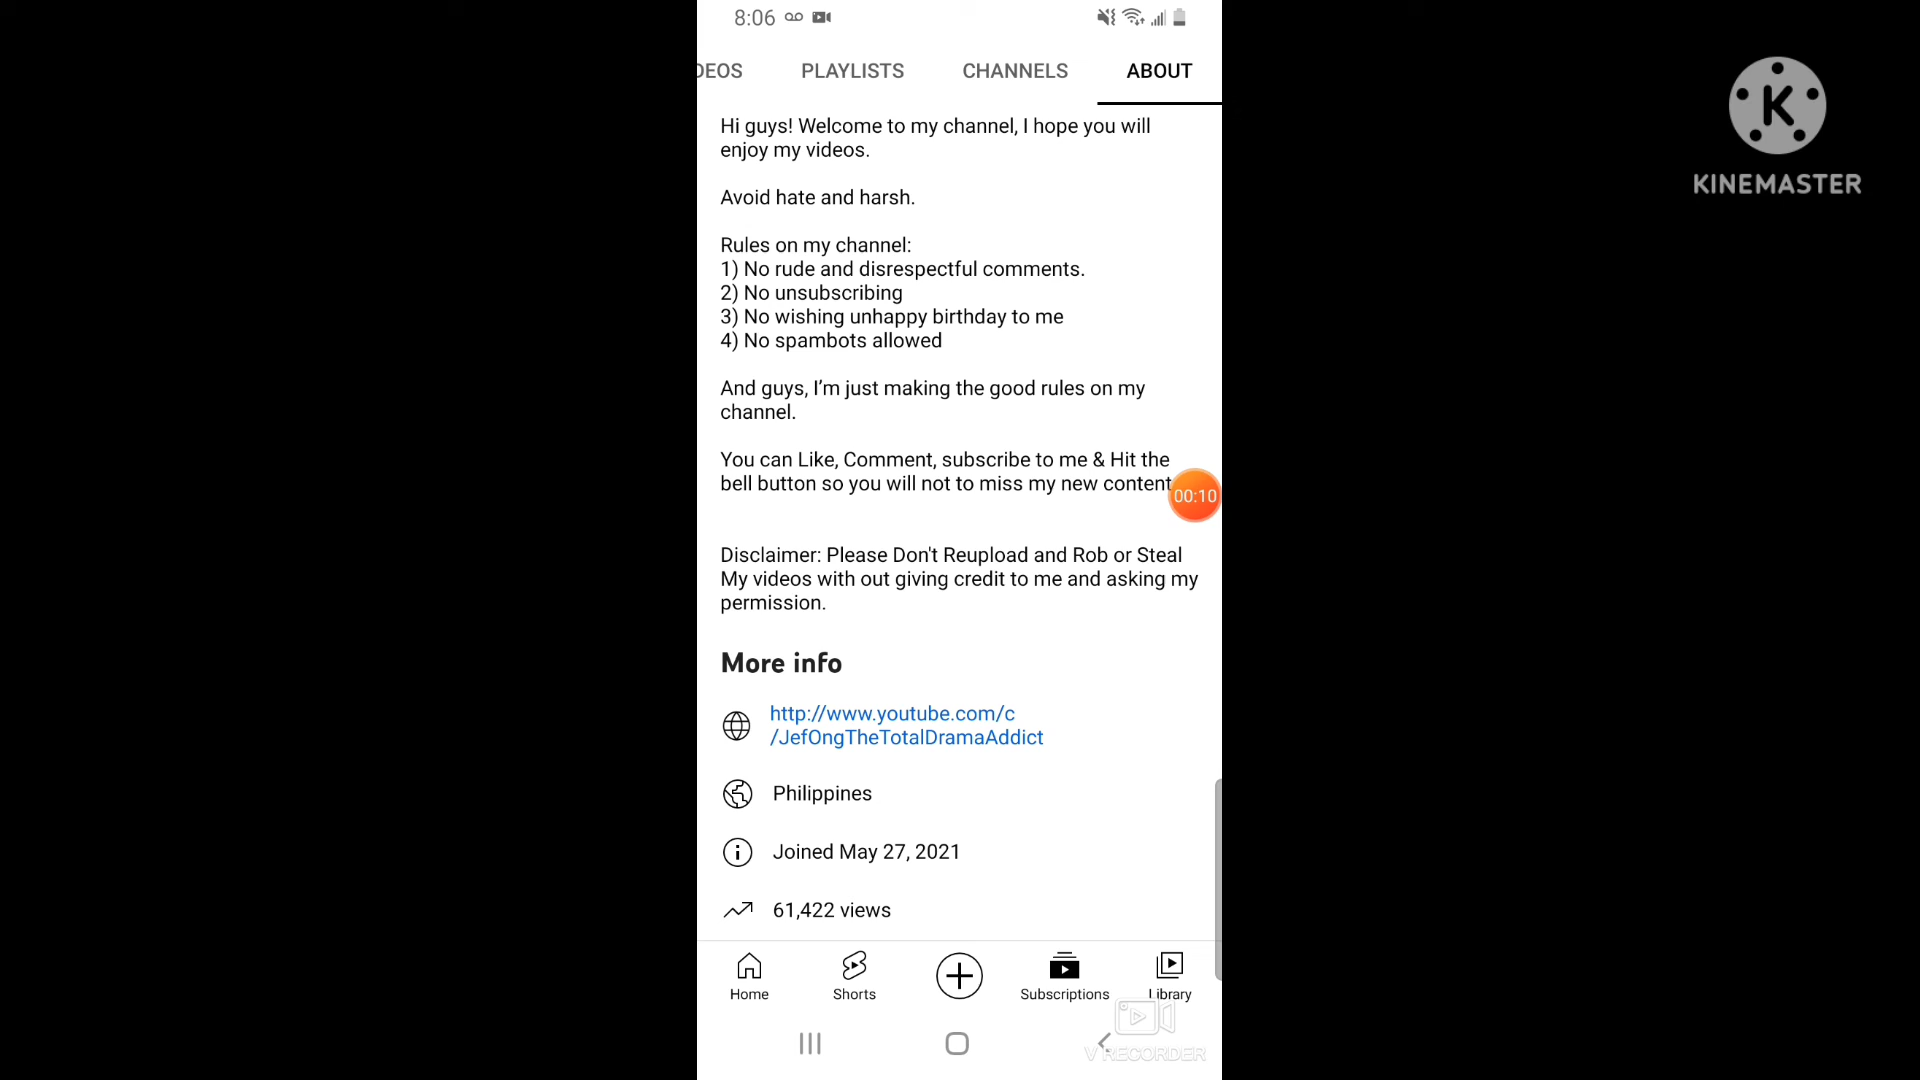 8:06
DEOS PLAYLISTS CHANNELS ABOUT
K
KINEMASTER
Hi guys! Welcome to my channel, I hope you will
enjoy my videos.
Avoid hate and harsh.
Rules on my channel:
1) No rude and disrespectful comments.
2) No unsubscribing
3) No wishing unhappy birthday to me
4) No spambots allowed
And guys, I’m just making the good rules on my
channel.
You can Like, Comment, subscribe to me & Hit the
bell button so you will not to miss my new content
00:10
Disclaimer: Please Don't Reupload and Rob or Steal
My videos with out giving credit to me and asking my
permission.
More info
http://www.youtube.com/c
/JefOngTheTotalDramaAddict
Philippines
Joined May 27, 2021
61,422 views
Home Shorts Subscriptions Library
V RECORDER